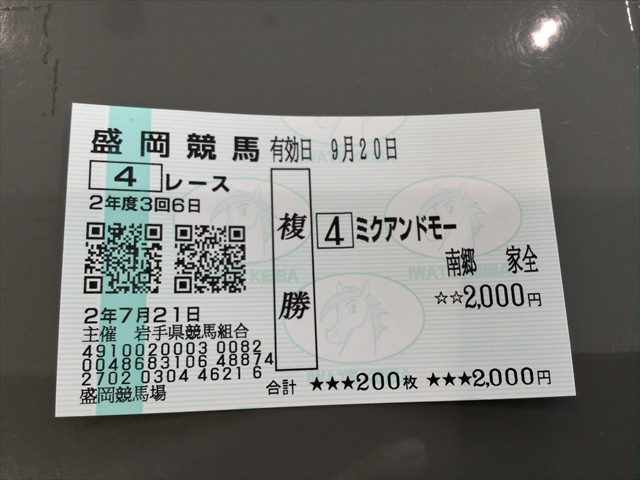 盛岡競馬 有効日 9月20日
4 レース
2年度3回6日
複勝
4 ミクアンドモー
南郷 家全
☆☆2,000円
2年7月21日
主催 岩手県競馬組合
4910020003 0082
0048683106 48874
2702 0304 4621 6
盛岡競馬場
合計 ★★★200枚 ★★★2,000円